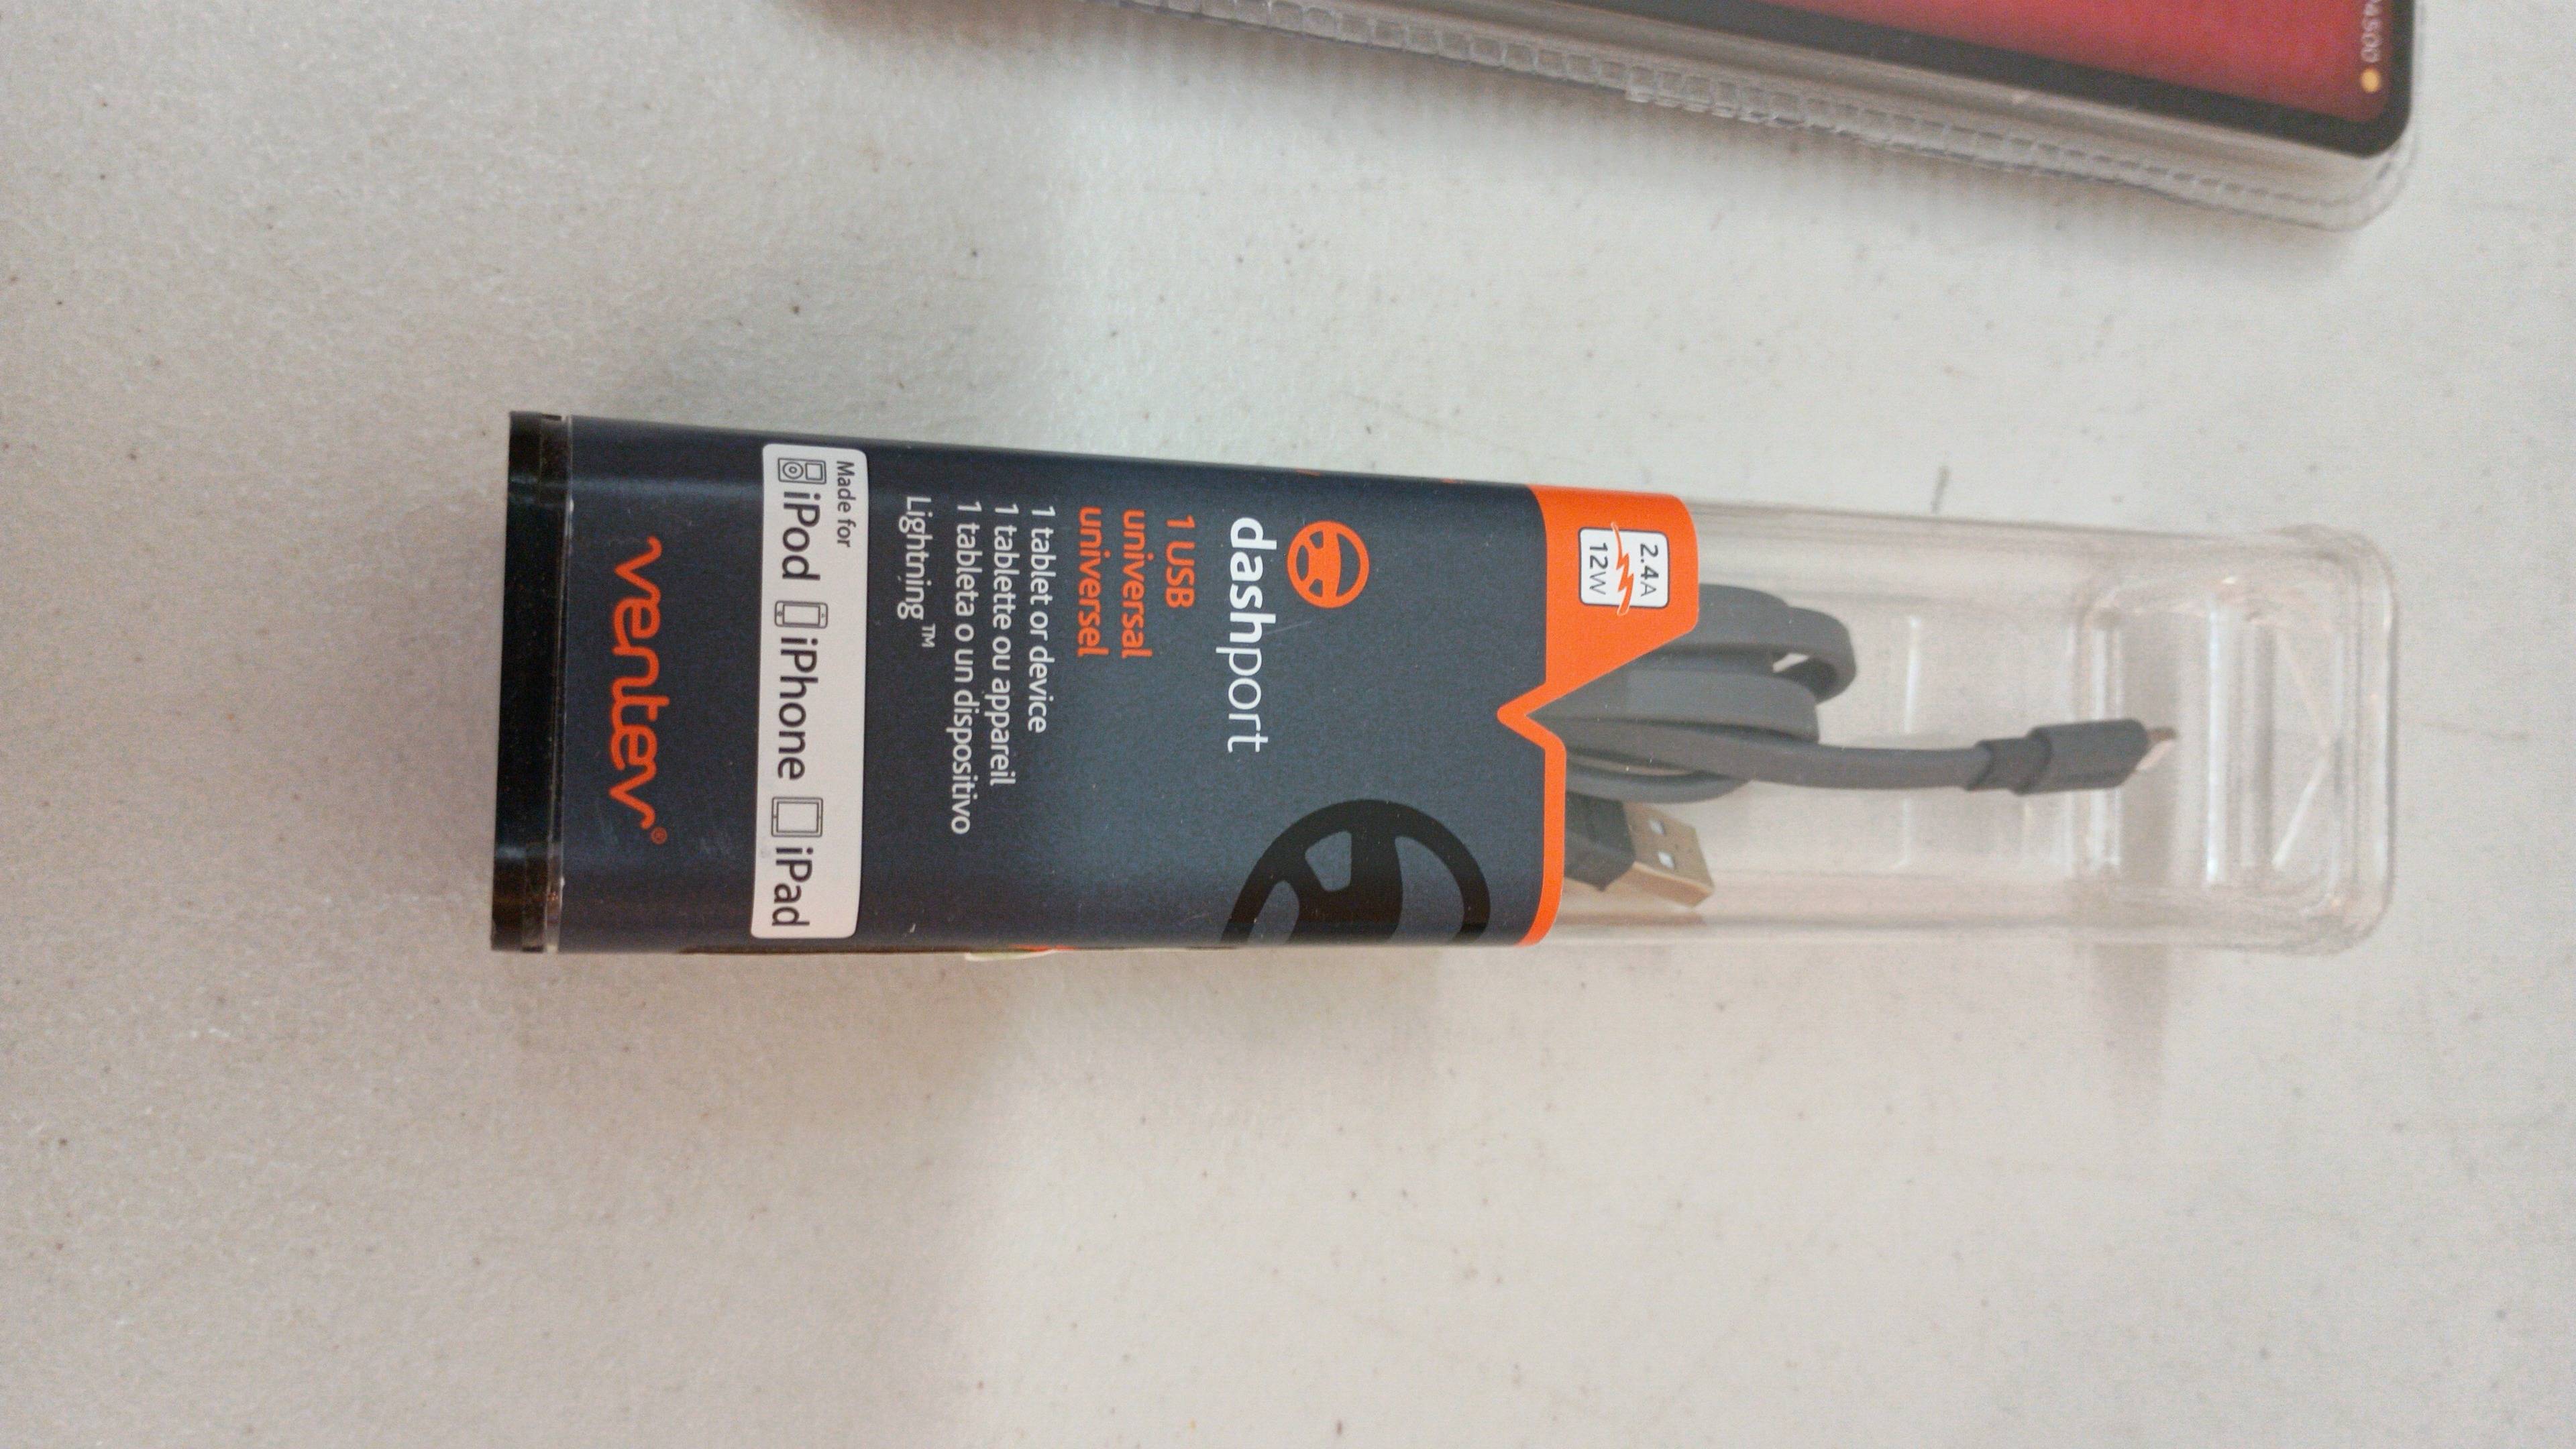 2.4A
12W
dashport
1 USB
universal
universel
1 tablet or device
1 tablette ou appareil
1 tableta o un dispositivo
Lightning™
Made for
iPod iPhone iPad
ventev®